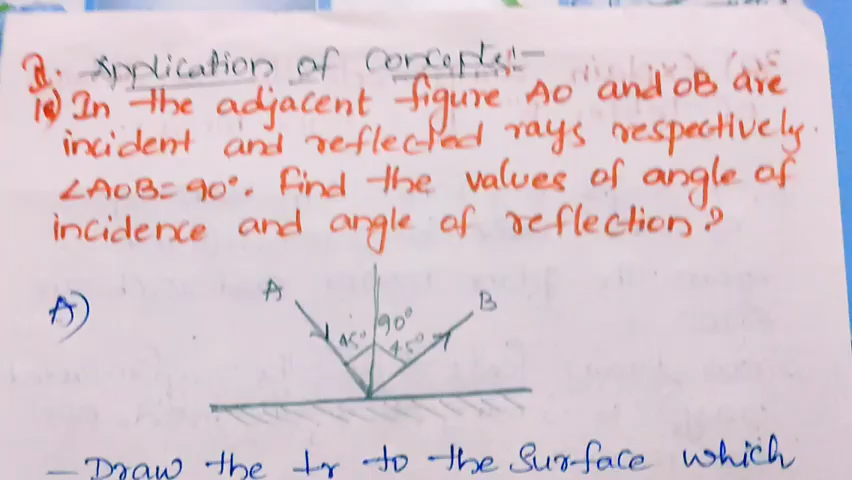 II. Application of Concepts:-
1Q) In the adjacent figure AO and OB are
incident and reflected rays respectively.
∠AOB=90°. Find the values of angle of
incidence and angle of reflection?
A)
A
B
90°
45°
45°
- Draw the ⊥r to the surface which